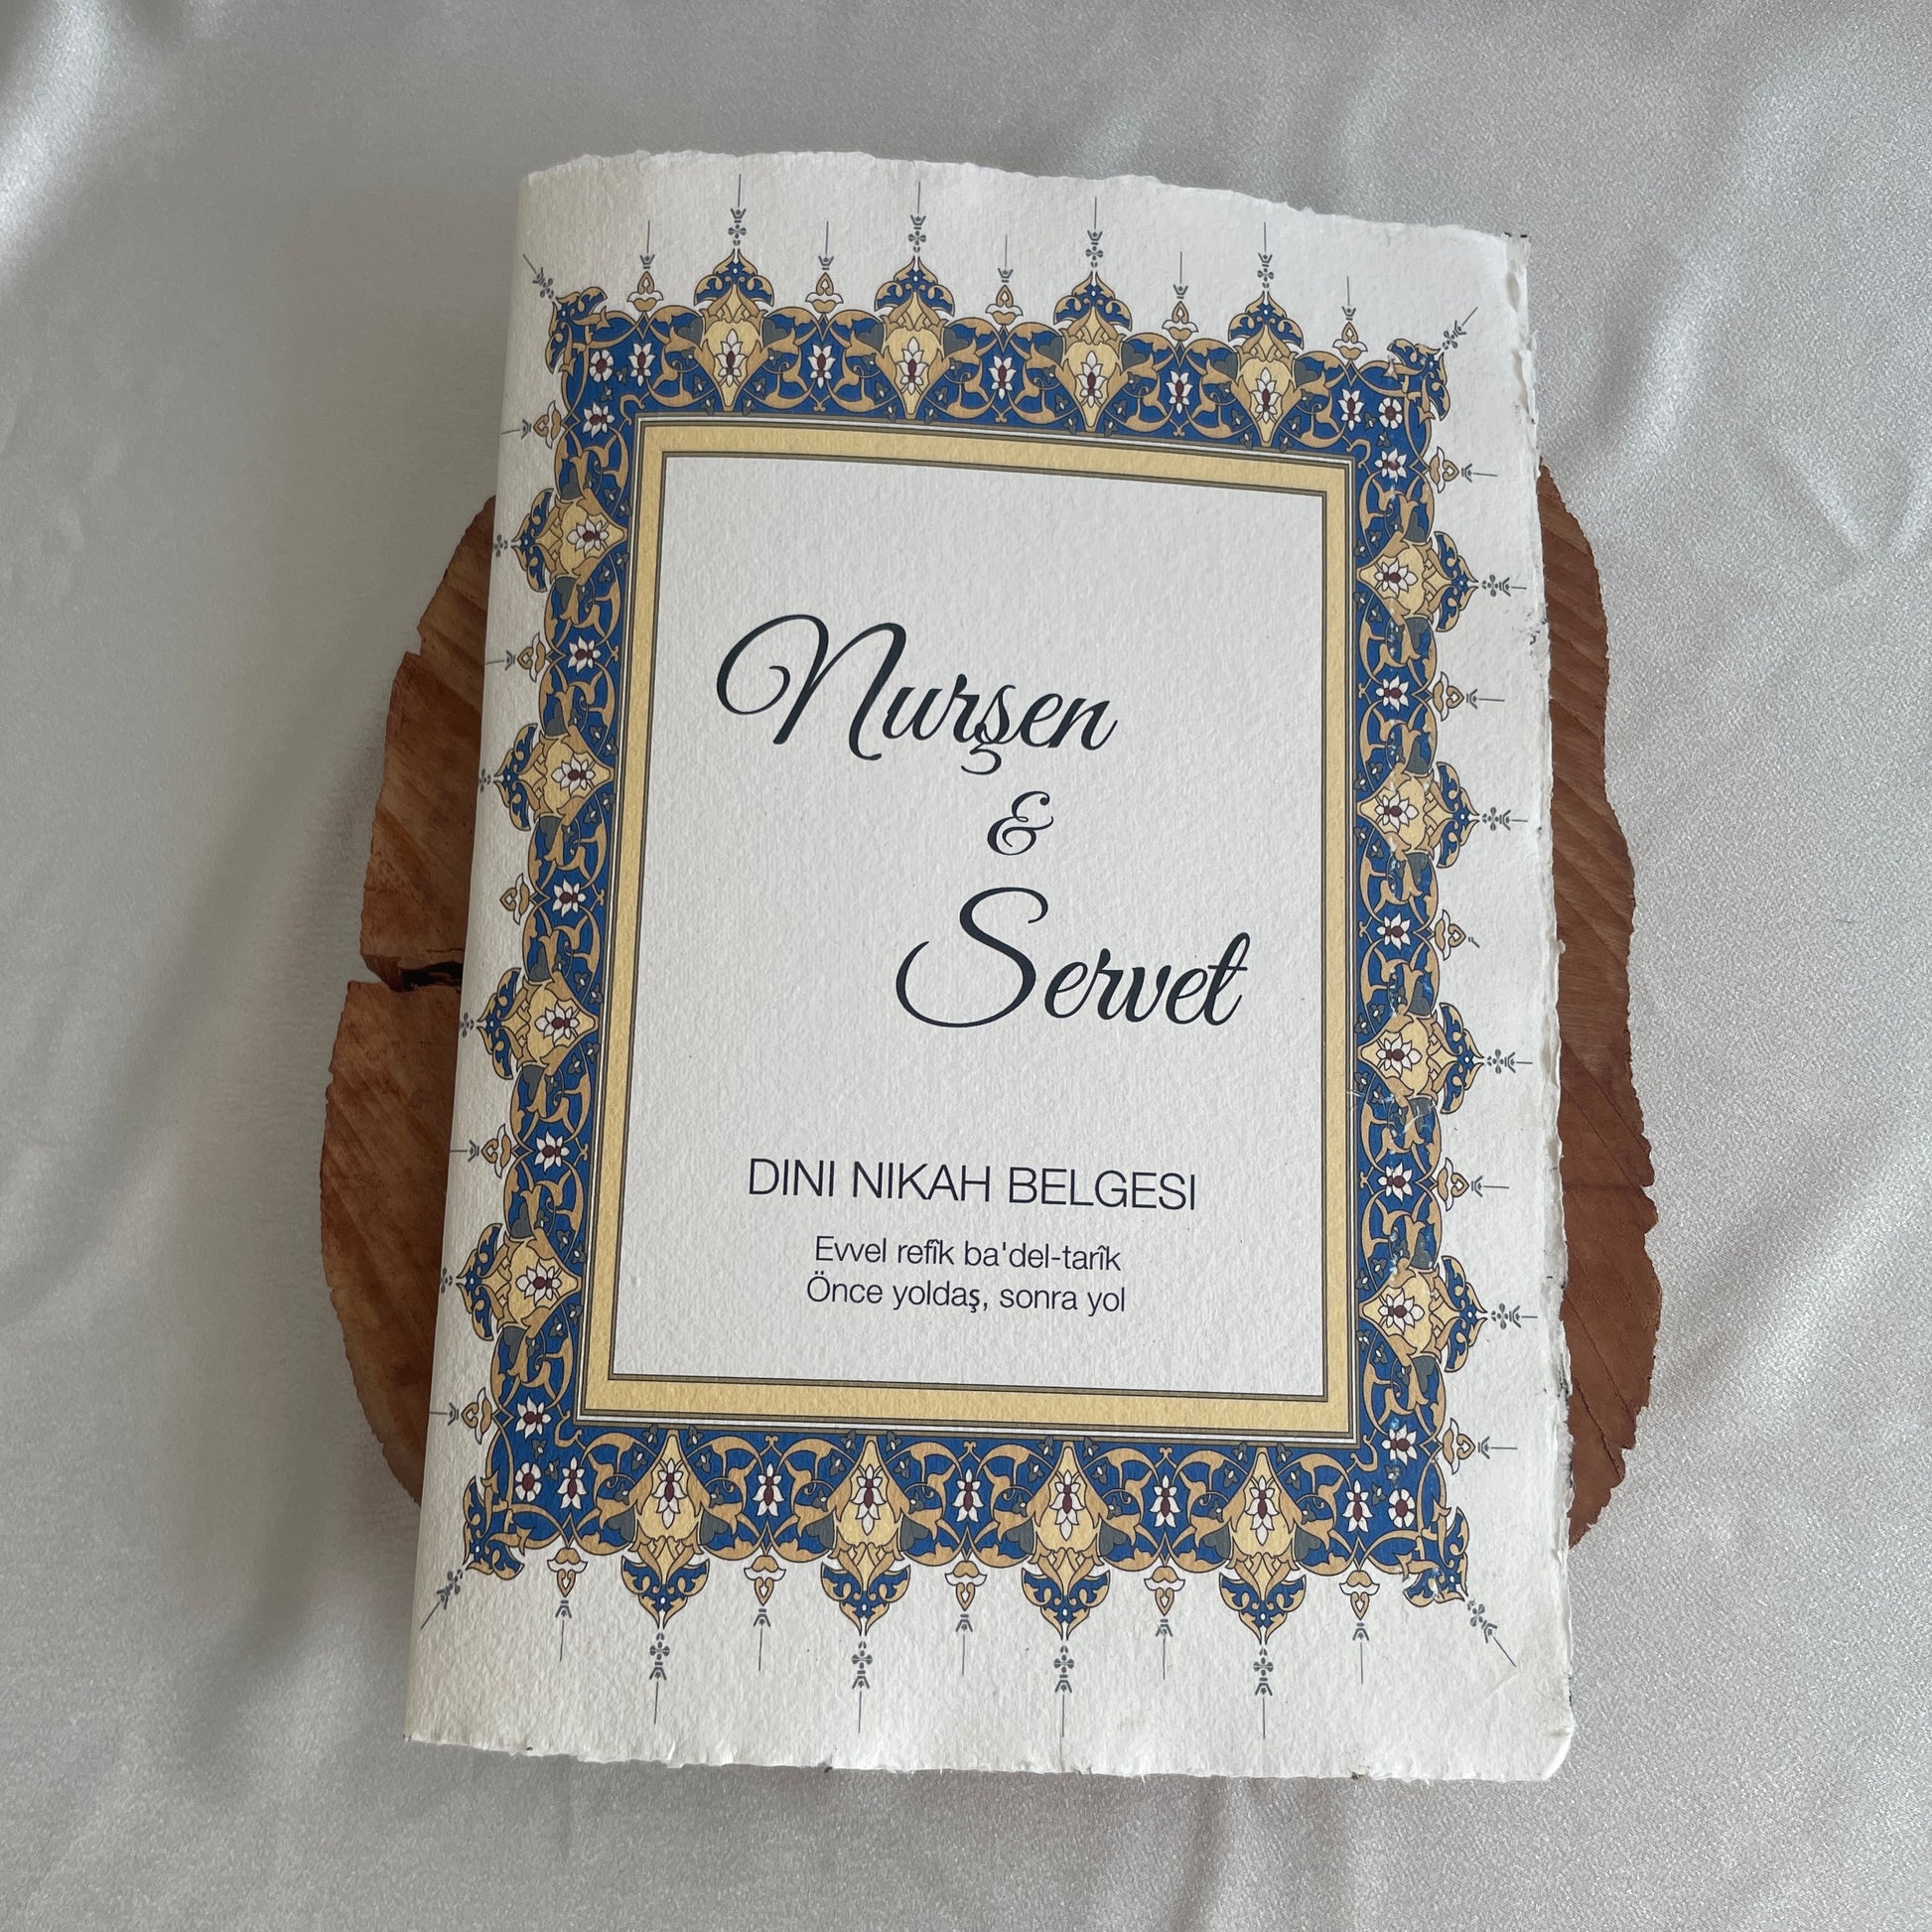 Nurşen
&
Servet
DINI NIKAH BELGESI
Evvel refîk ba'del-tarîk
Önce yoldaş, sonra yol